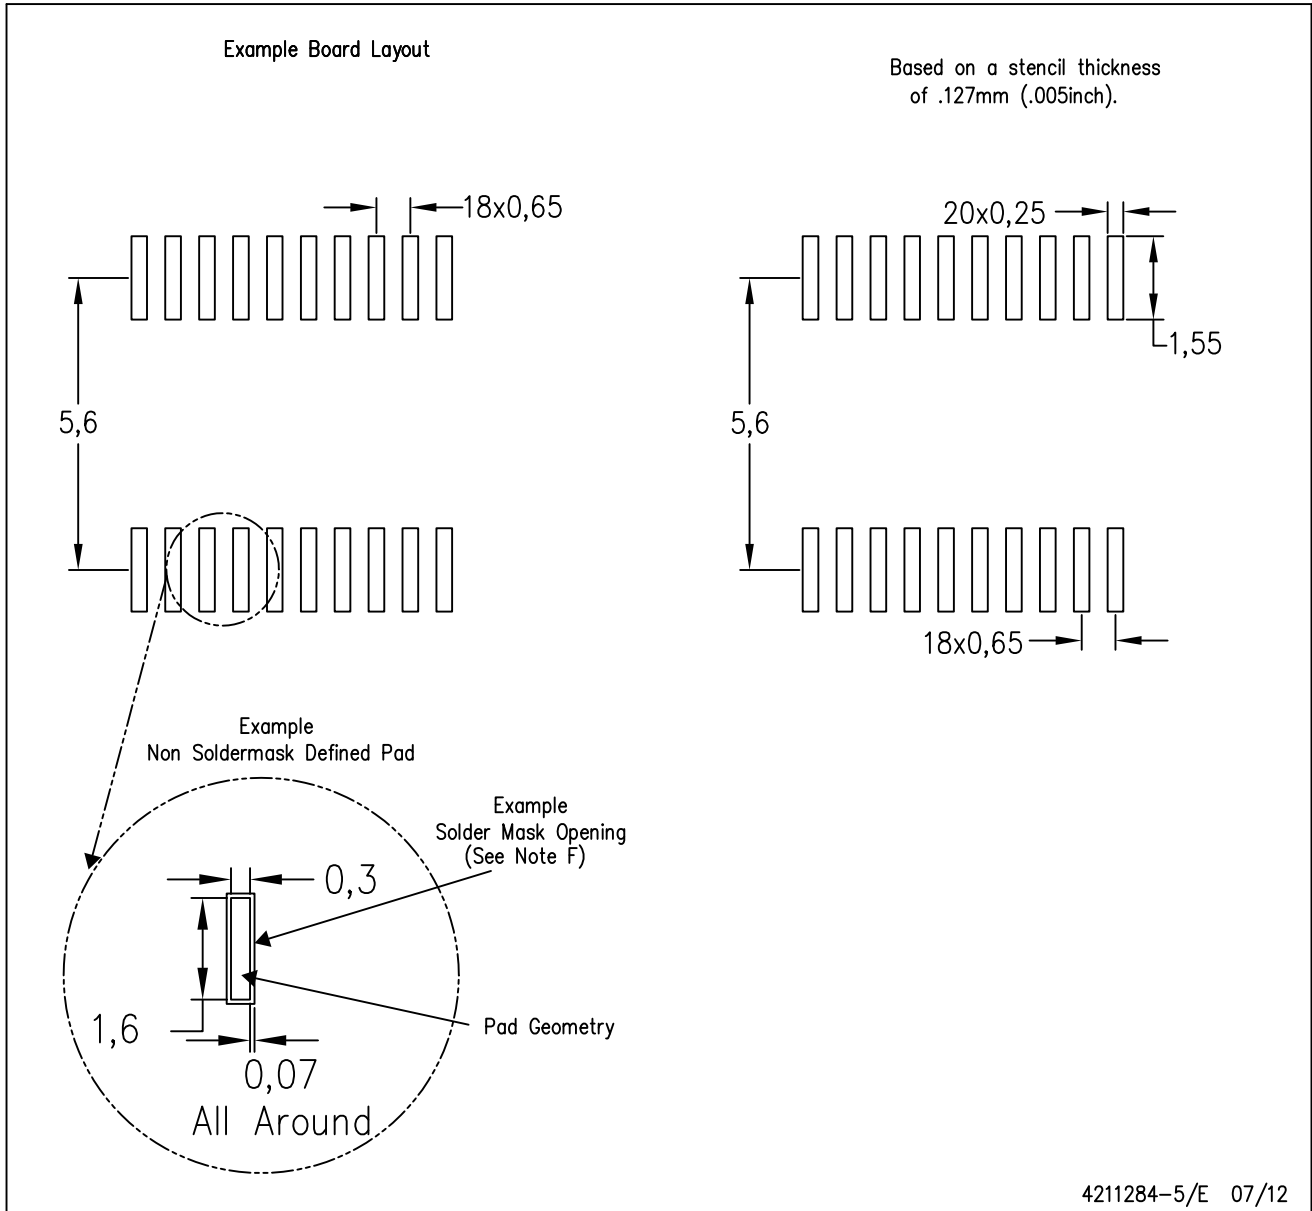 Example Board Layout
Based on a stencil thickness
of .127mm (.005inch).
18x0,65
20x0,25
1,55
5,6
5,6
18x0,65
Example
Non Soldermask Defined Pad
Example
Solder Mask Opening
(See Note F)
0,3
1,6
Pad Geometry
0,07
All Around
4211284-5/E 07/12